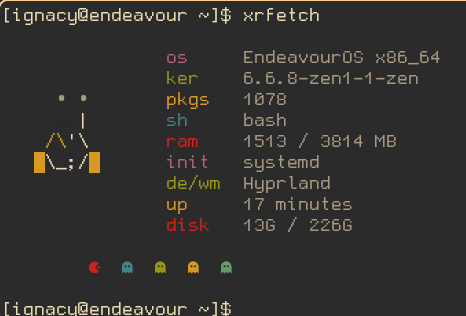 [ignacy@endeavour ~]$ xrfetch
os EndeavourOS x86_64
ker 6.6.8-zen1-1-zen
pkgs 1078
sh bash
ram 1513 / 3814 MB
init systemd
de/wm Hyprland
up 17 minutes
disk 13G / 226G
[ignacy@endeavour ~]$